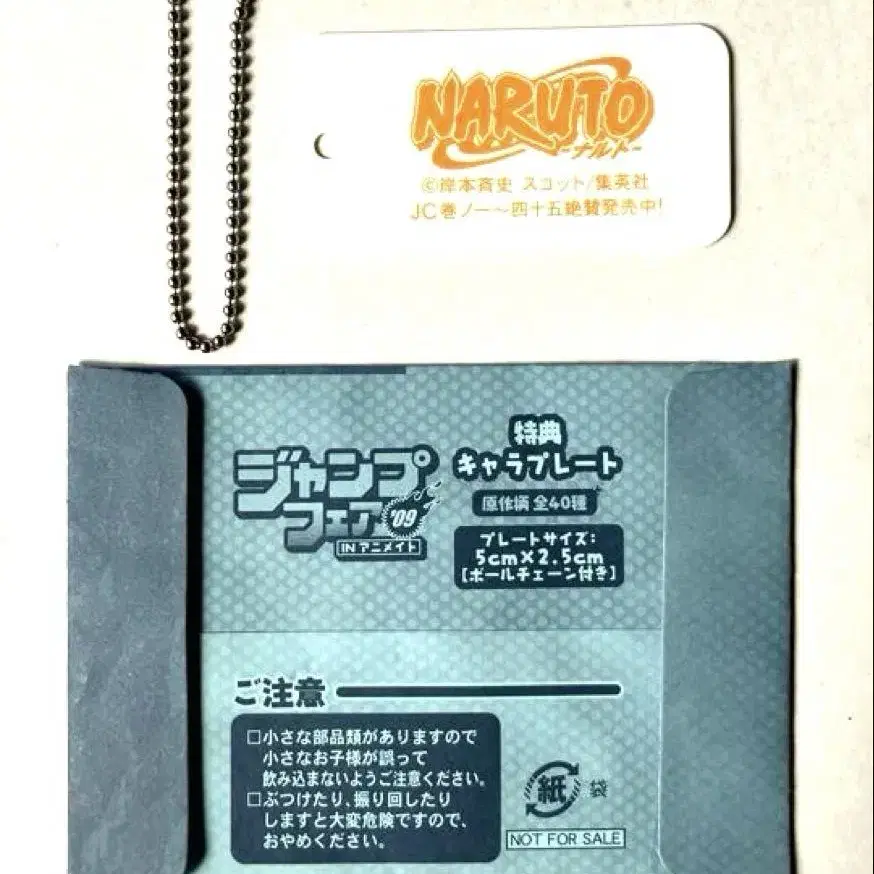 NARUTO
-ナルト-
©岸本斉史 スコット/集英社
JC巻ノ一～四十五絶賛発売中!
ジャンプ
フェア'09
IN アニメイト
特典
キャラプレート
原作柄 全40種
プレートサイズ:
5cm×2.5cm
[ボールチェーン付き]
ご注意
□小さな部品類がありますので
小さなお子様が誤って
飲み込まないようご注意ください。
□ぶつけたり、振り回したり
しますと大変危険ですので、
おやめください。
紙 袋
NOT FOR SALE